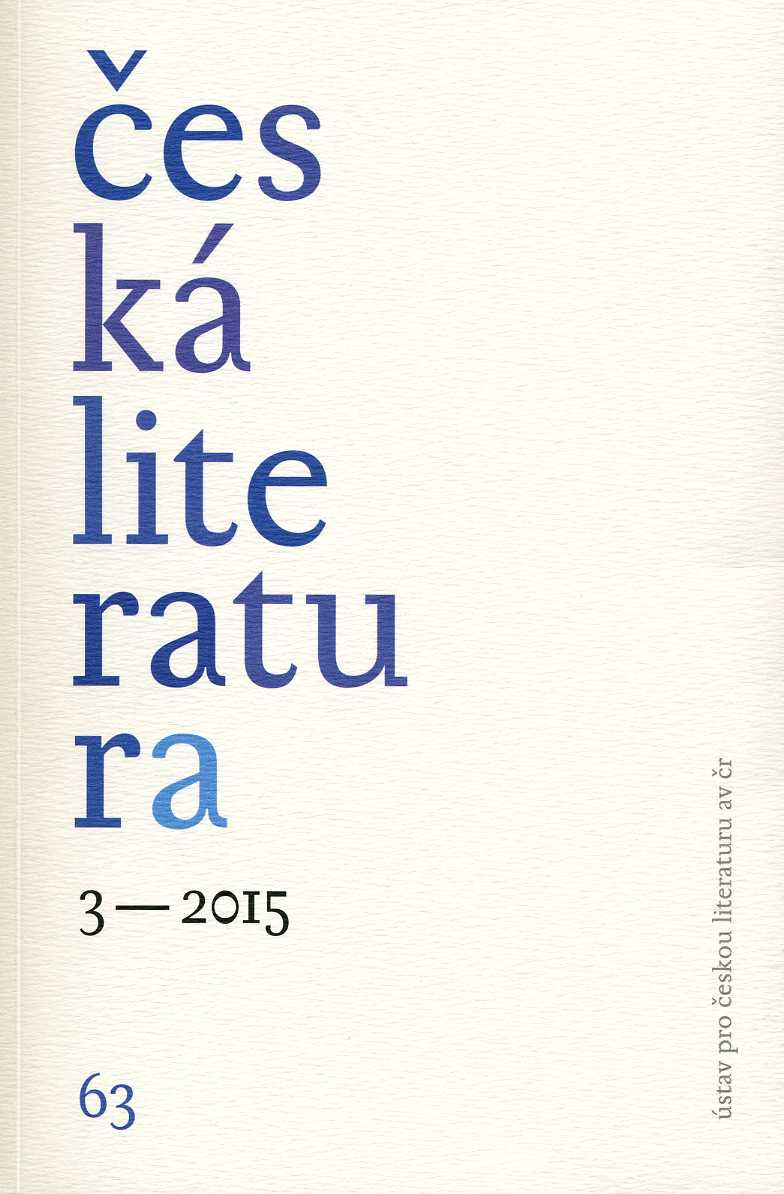 čes
ká
lite
ratu
ra
3 — 2015
63
ústav pro českou literaturu av čr